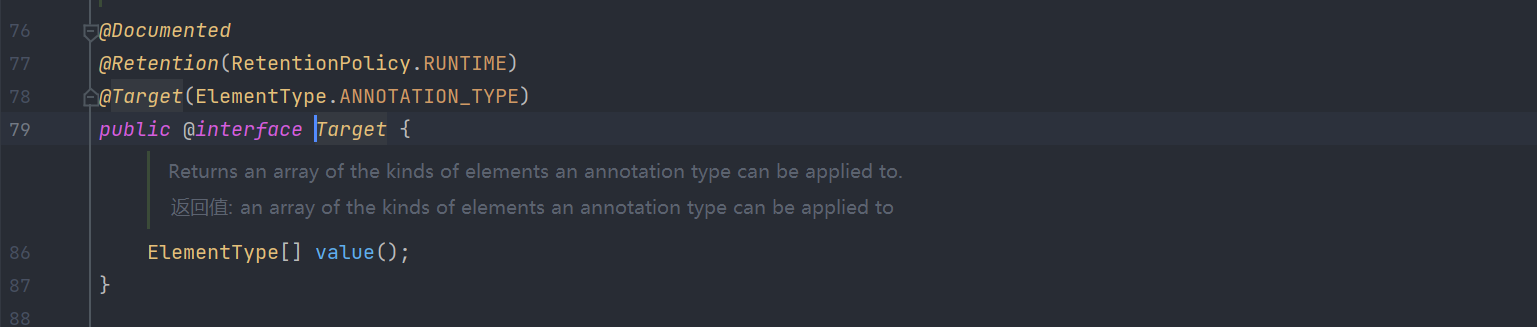 76 @Documented
77 @Retention(RetentionPolicy.RUNTIME)
78 @Target(ElementType.ANNOTATION_TYPE)
79 public @interface Target {
Returns an array of the kinds of elements an annotation type can be applied to.
返回值: an array of the kinds of elements an annotation type can be applied to
86 ElementType[] value();
87 }
88